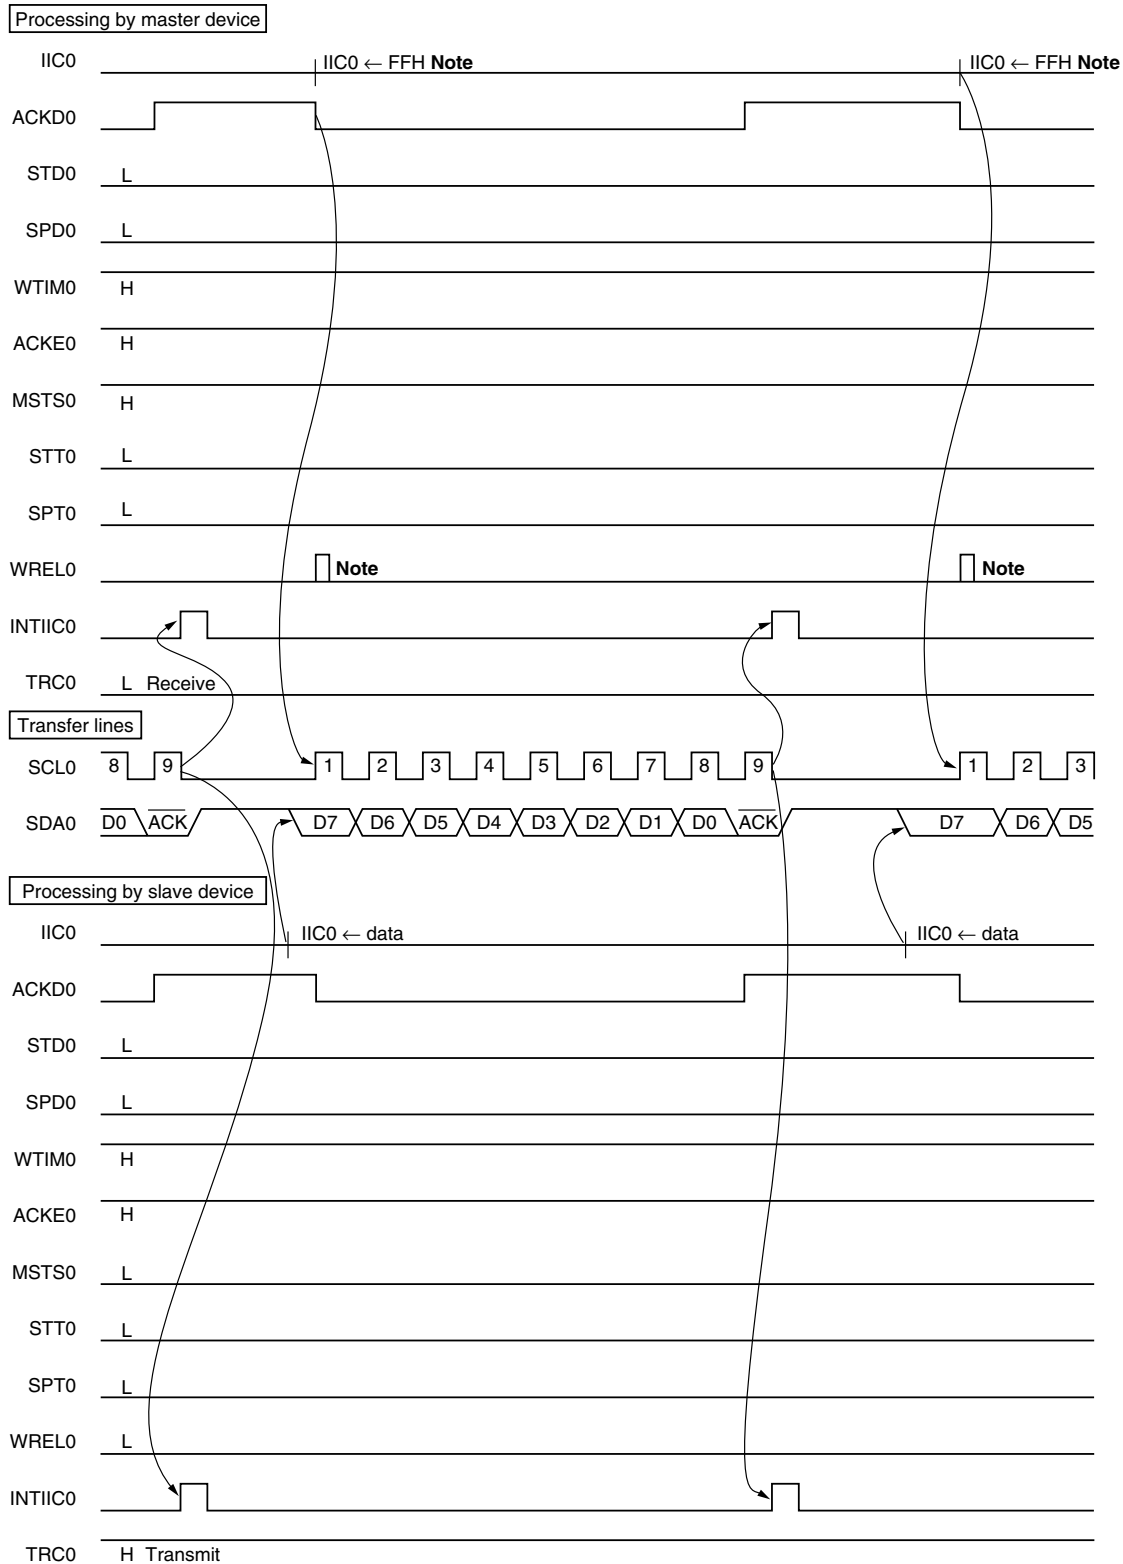 Processing by master device
IIC0 IIC0 ← FFH Note IIC0 ← FFH Note
ACKD0
STD0 L
SPD0 L
WTIM0 H
ACKE0 H
MSTS0 H
STT0 L
SPT0 L
WREL0 Note Note
INTIIC0
TRC0 L Receive
Transfer lines
SCL0 8 9 1 2 3 4 5 6 7 8 9 1 2 3
SDA0 D0 ACK D7 D6 D5 D4 D3 D2 D1 D0 ACK D7 D6 D5
Processing by slave device
IIC0 IIC0 ← data IIC0 ← data
ACKD0
STD0 L
SPD0 L
WTIM0 H
ACKE0 H
MSTS0 L
STT0 L
SPT0 L
WREL0 L
INTIIC0
TRC0 H Transmit